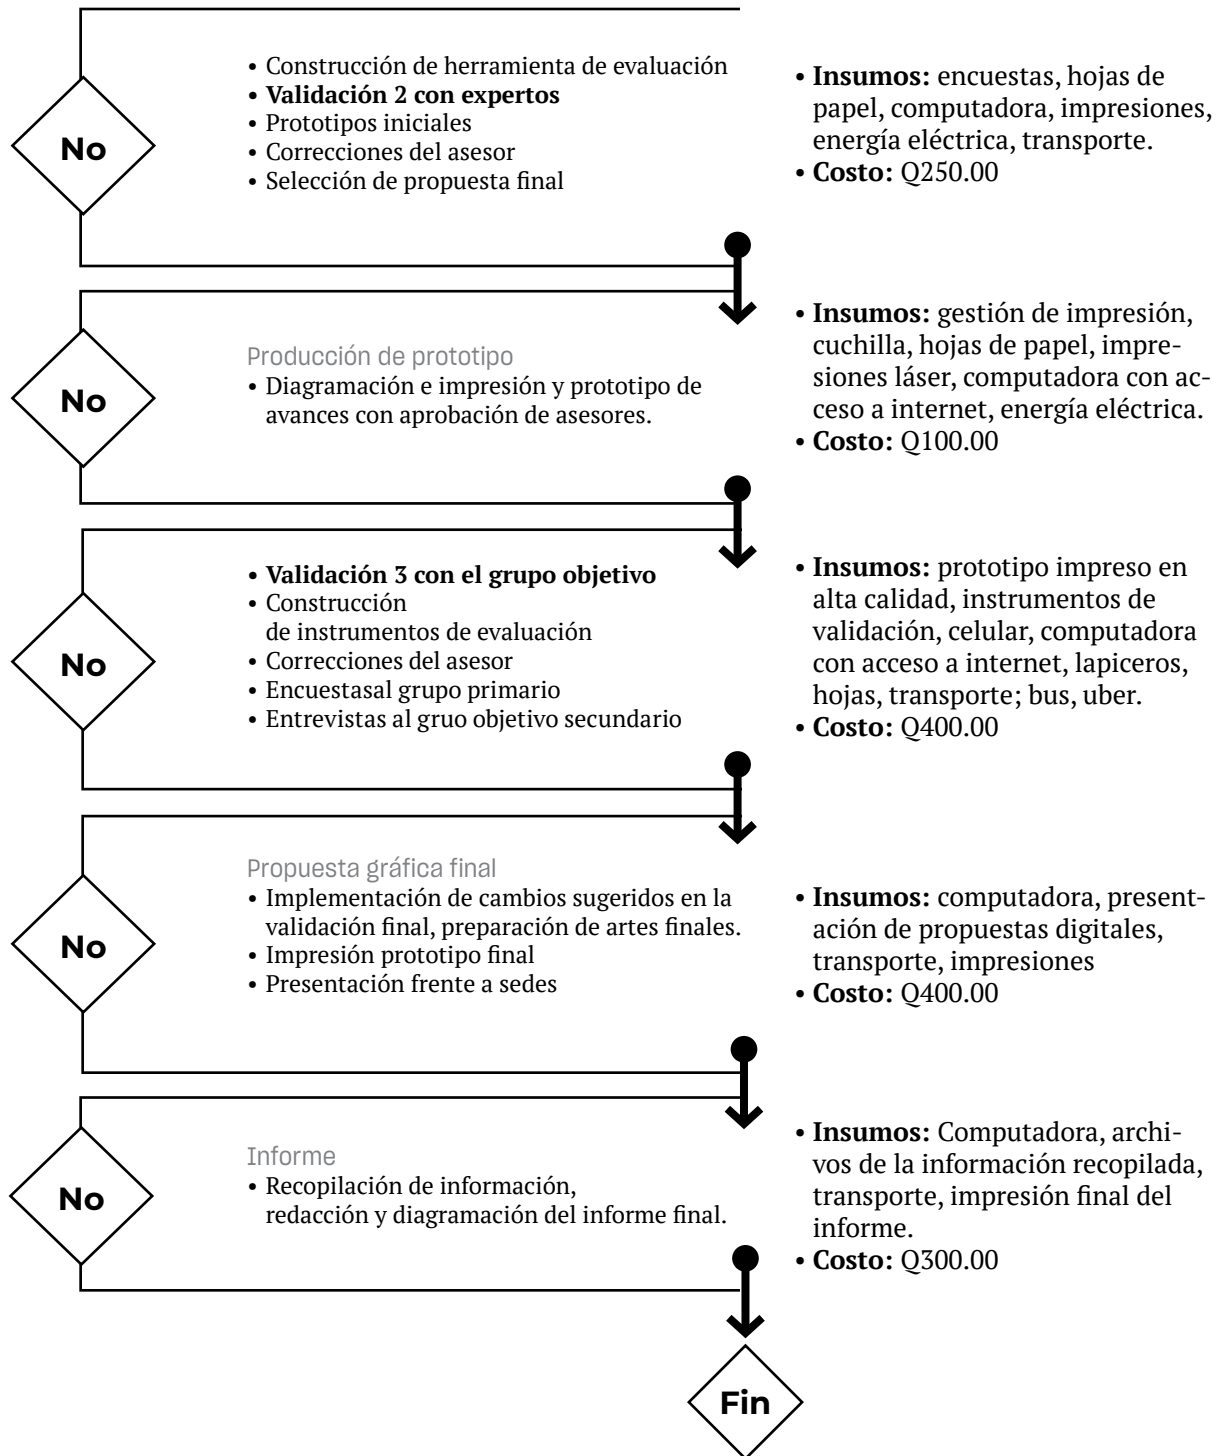 No
• Construcción de herramienta de evaluación
• Validación 2 con expertos
• Prototipos iniciales
• Correcciones del asesor
• Selección de propuesta final
• Insumos: encuestas, hojas de
papel, computadora, impresiones,
energía eléctrica, transporte.
• Costo: Q250.00
No
Producción de prototipo
• Diagramación e impresión y prototipo de
avances con aprobación de asesores.
• Insumos: gestión de impresión,
cuchilla, hojas de papel, impre-
siones láser, computadora con ac-
ceso a internet, energía eléctrica.
• Costo: Q100.00
No
• Validación 3 con el grupo objetivo
• Construcción
de instrumentos de evaluación
• Correcciones del asesor
• Encuestasal grupo primario
• Entrevistas al gruo objetivo secundario
• Insumos: prototipo impreso en
alta calidad, instrumentos de
validación, celular, computadora
con acceso a internet, lapiceros,
hojas, transporte; bus, uber.
• Costo: Q400.00
No
Propuesta gráfica final
• Implementación de cambios sugeridos en la
validación final, preparación de artes finales.
• Impresión prototipo final
• Presentación frente a sedes
• Insumos: computadora, present-
ación de propuestas digitales,
transporte, impresiones
• Costo: Q400.00
No
Informe
• Recopilación de información,
redacción y diagramación del informe final.
• Insumos: Computadora, archi-
vos de la información recopilada,
transporte, impresión final del
informe.
• Costo: Q300.00
Fin